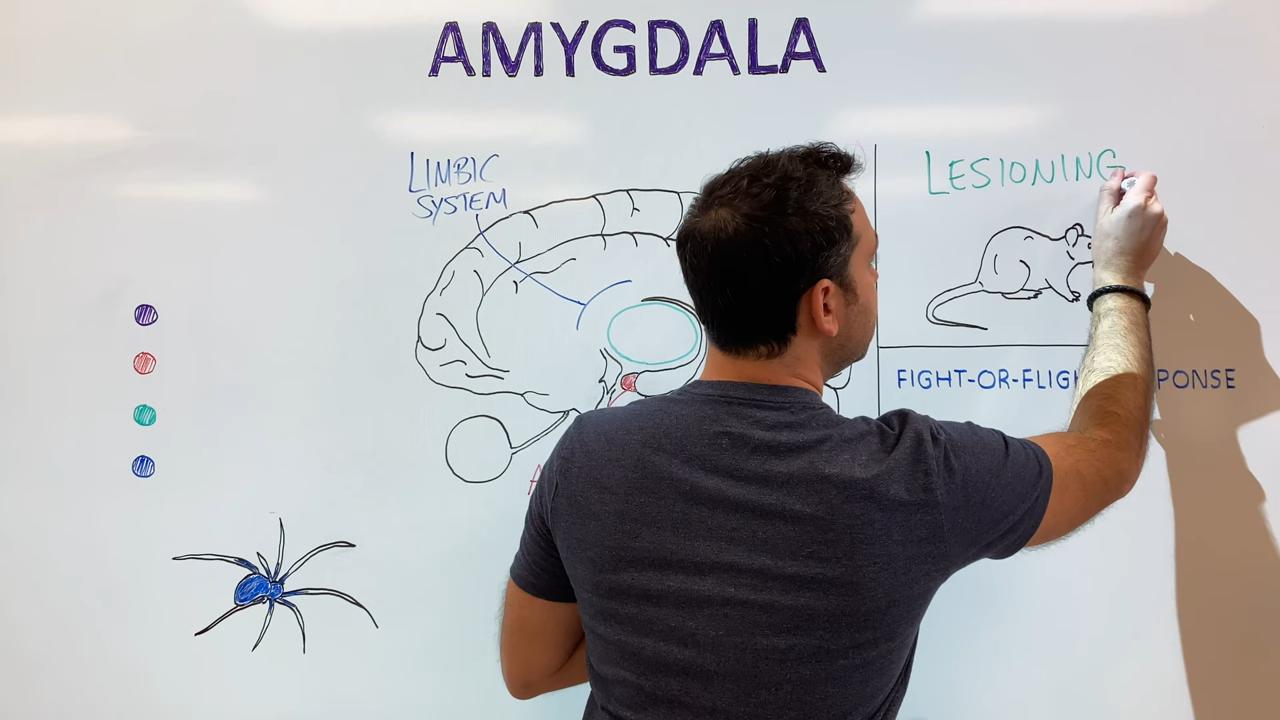 AMYGDALA
LIMBIC
SYSTEM
LESIONING
FIGHT-OR-FLIGH PONSE
A